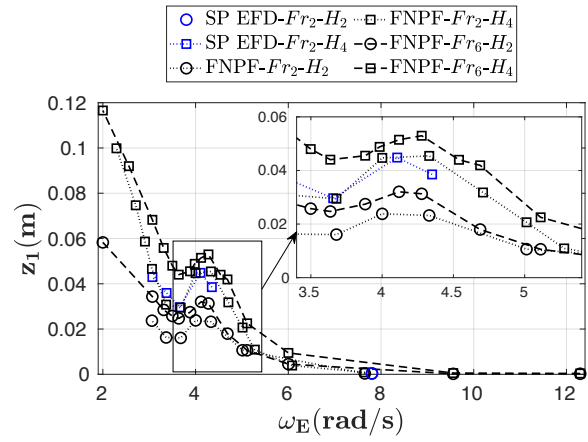 SP EFD-Fr₂-H₂
SP EFD-Fr₂-H₄
FNPF-Fr₂-H₂
FNPF-Fr₂-H₄
FNPF-Fr₆-H₂
FNPF-Fr₆-H₄
z₁(m)
0.12
0.1
0.08
0.06
0.04
0.02
0
2 4 6 8 10 12
ω_E(rad/s)
0.06
0.04
0.02
0
3.5 4 4.5 5